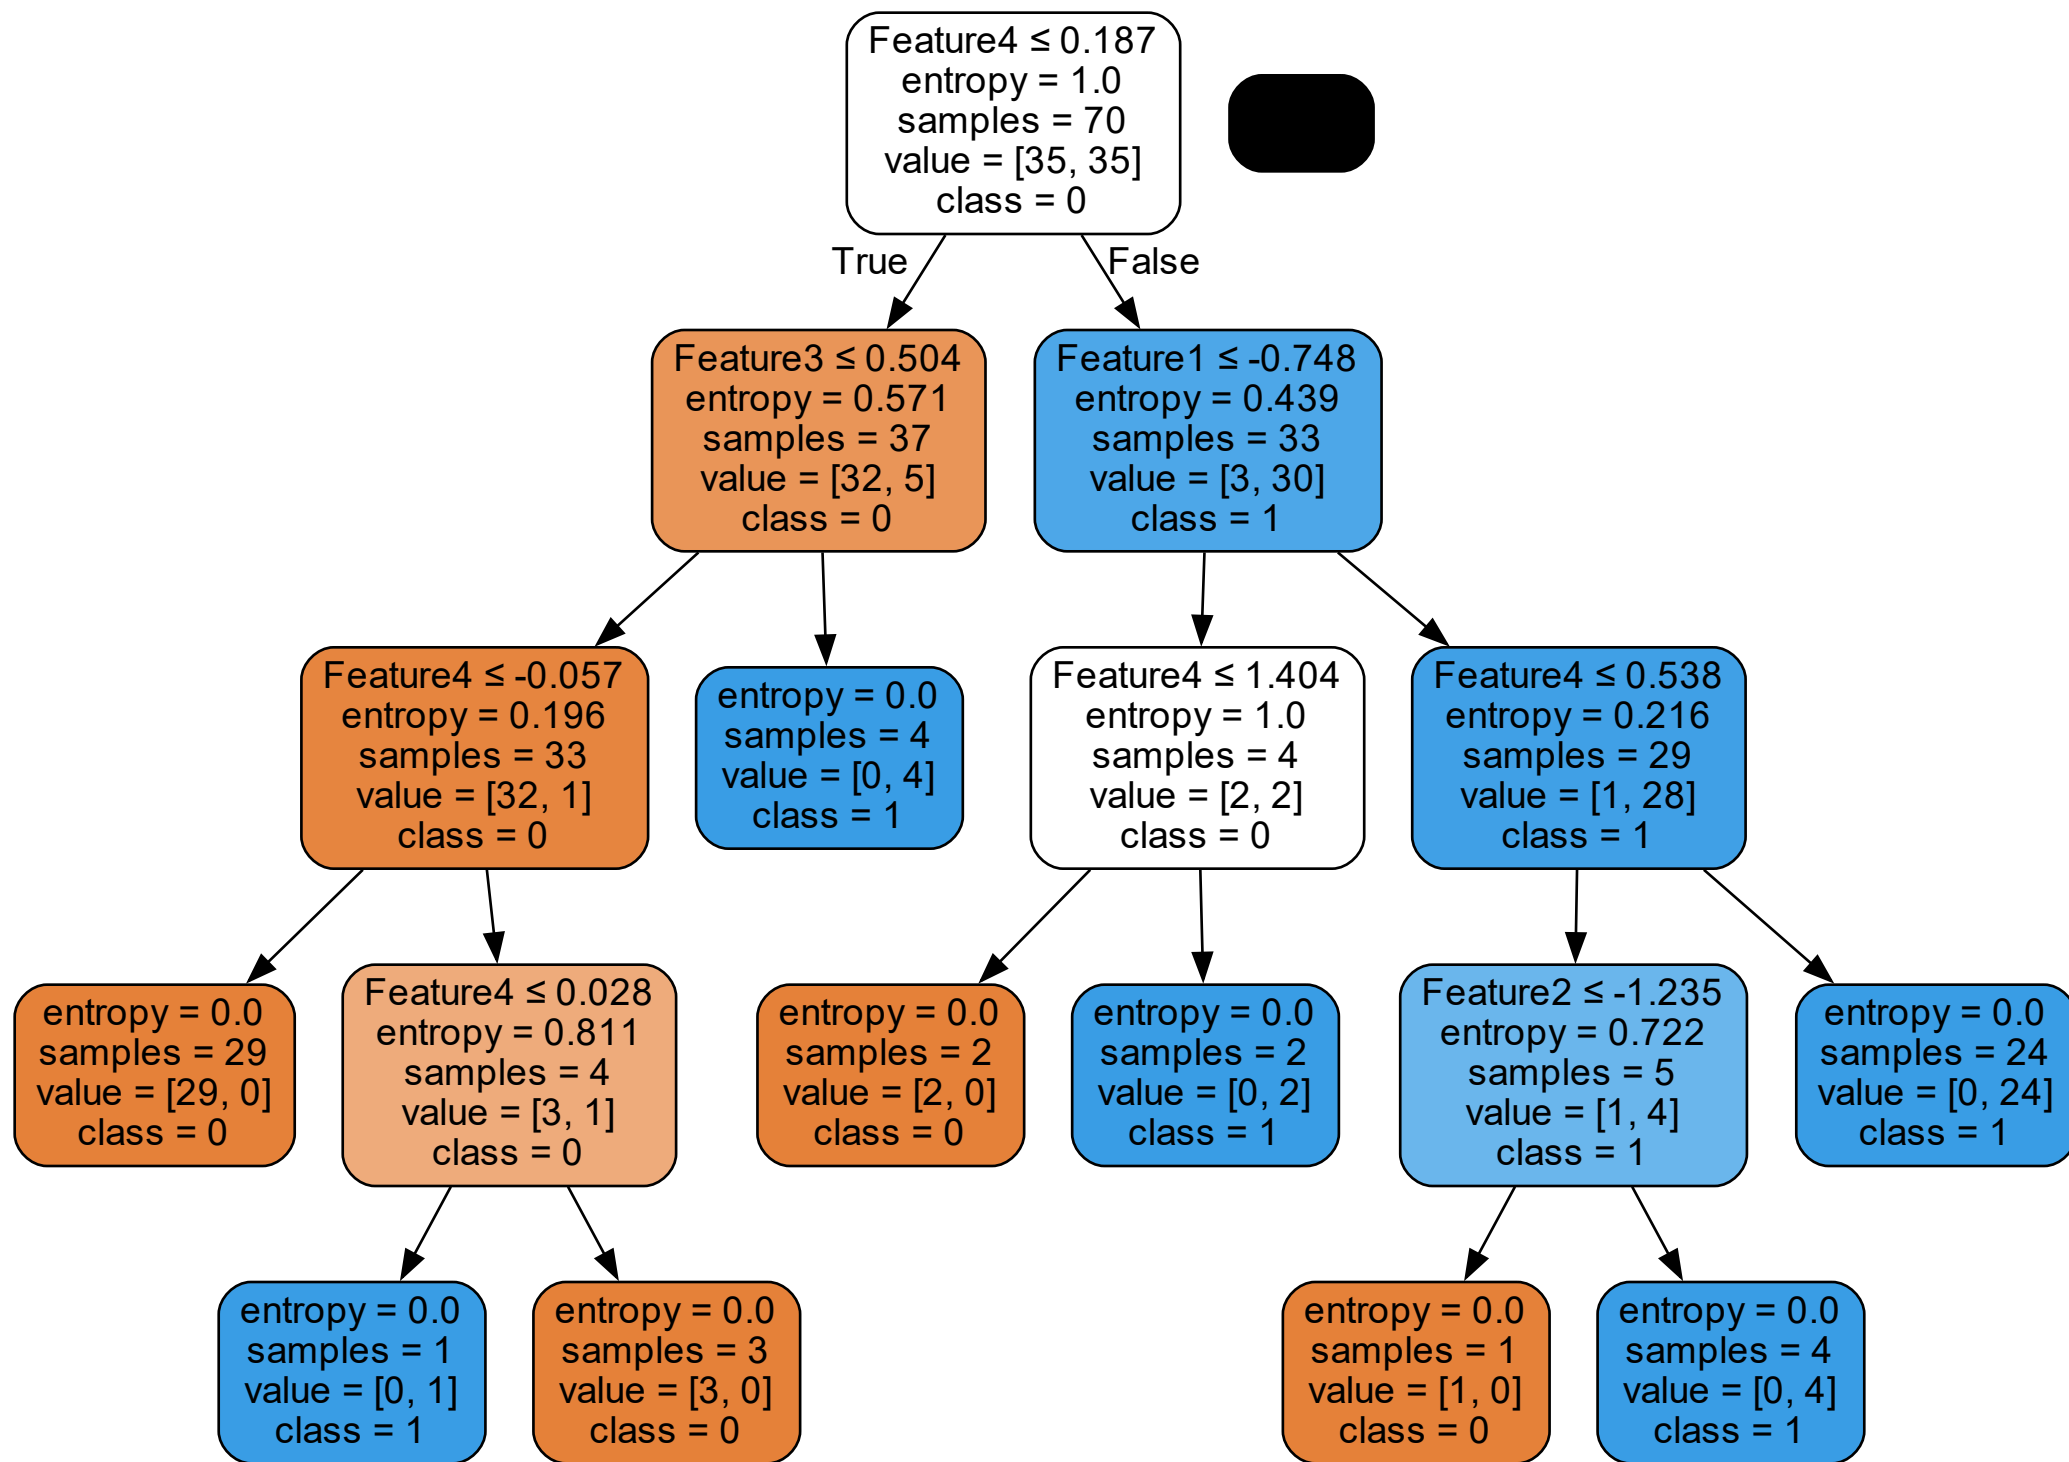 Feature4 ≤ 0.187
entropy = 1.0
samples = 70
value = [35, 35]
class = 0
True
False
Feature3 ≤ 0.504
entropy = 0.571
samples = 37
value = [32, 5]
class = 0
Feature1 ≤ -0.748
entropy = 0.439
samples = 33
value = [3, 30]
class = 1
Feature4 ≤ -0.057
entropy = 0.196
samples = 33
value = [32, 1]
class = 0
entropy = 0.0
samples = 4
value = [0, 4]
class = 1
Feature4 ≤ 1.404
entropy = 1.0
samples = 4
value = [2, 2]
class = 0
Feature4 ≤ 0.538
entropy = 0.216
samples = 29
value = [1, 28]
class = 1
entropy = 0.0
samples = 29
value = [29, 0]
class = 0
Feature4 ≤ 0.028
entropy = 0.811
samples = 4
value = [3, 1]
class = 0
entropy = 0.0
samples = 2
value = [2, 0]
class = 0
entropy = 0.0
samples = 2
value = [0, 2]
class = 1
Feature2 ≤ -1.235
entropy = 0.722
samples = 5
value = [1, 4]
class = 1
entropy = 0.0
samples = 24
value = [0, 24]
class = 1
entropy = 0.0
samples = 1
value = [0, 1]
class = 1
entropy = 0.0
samples = 3
value = [3, 0]
class = 0
entropy = 0.0
samples = 1
value = [1, 0]
class = 0
entropy = 0.0
samples = 4
value = [0, 4]
class = 1